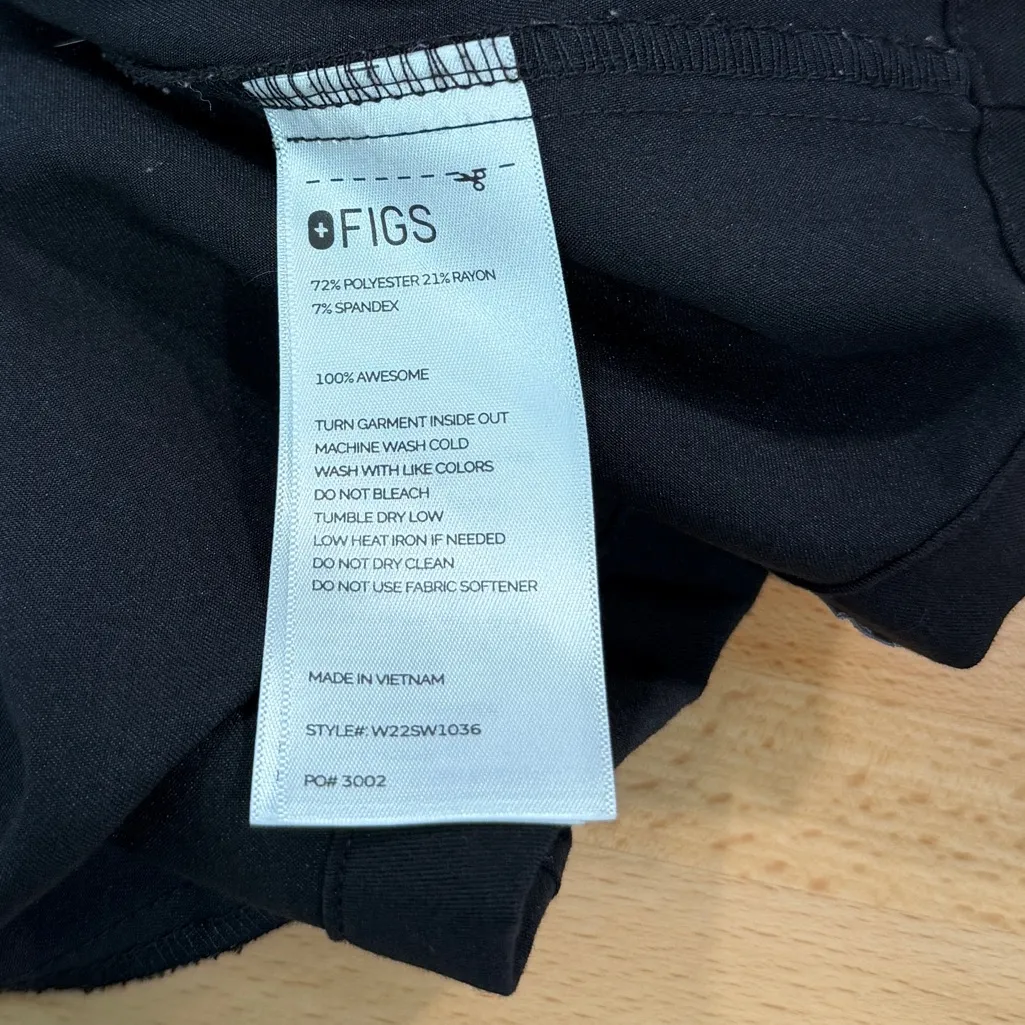 FIGS
72% POLYESTER 21% RAYON
7% SPANDEX
100% AWESOME
TURN GARMENT INSIDE OUT
MACHINE WASH COLD
WASH WITH LIKE COLORS
DO NOT BLEACH
TUMBLE DRY LOW
LOW HEAT IRON IF NEEDED
DO NOT DRY CLEAN
DO NOT USE FABRIC SOFTENER
MADE IN VIETNAM
STYLE#: W22SW1036
PO# 3002